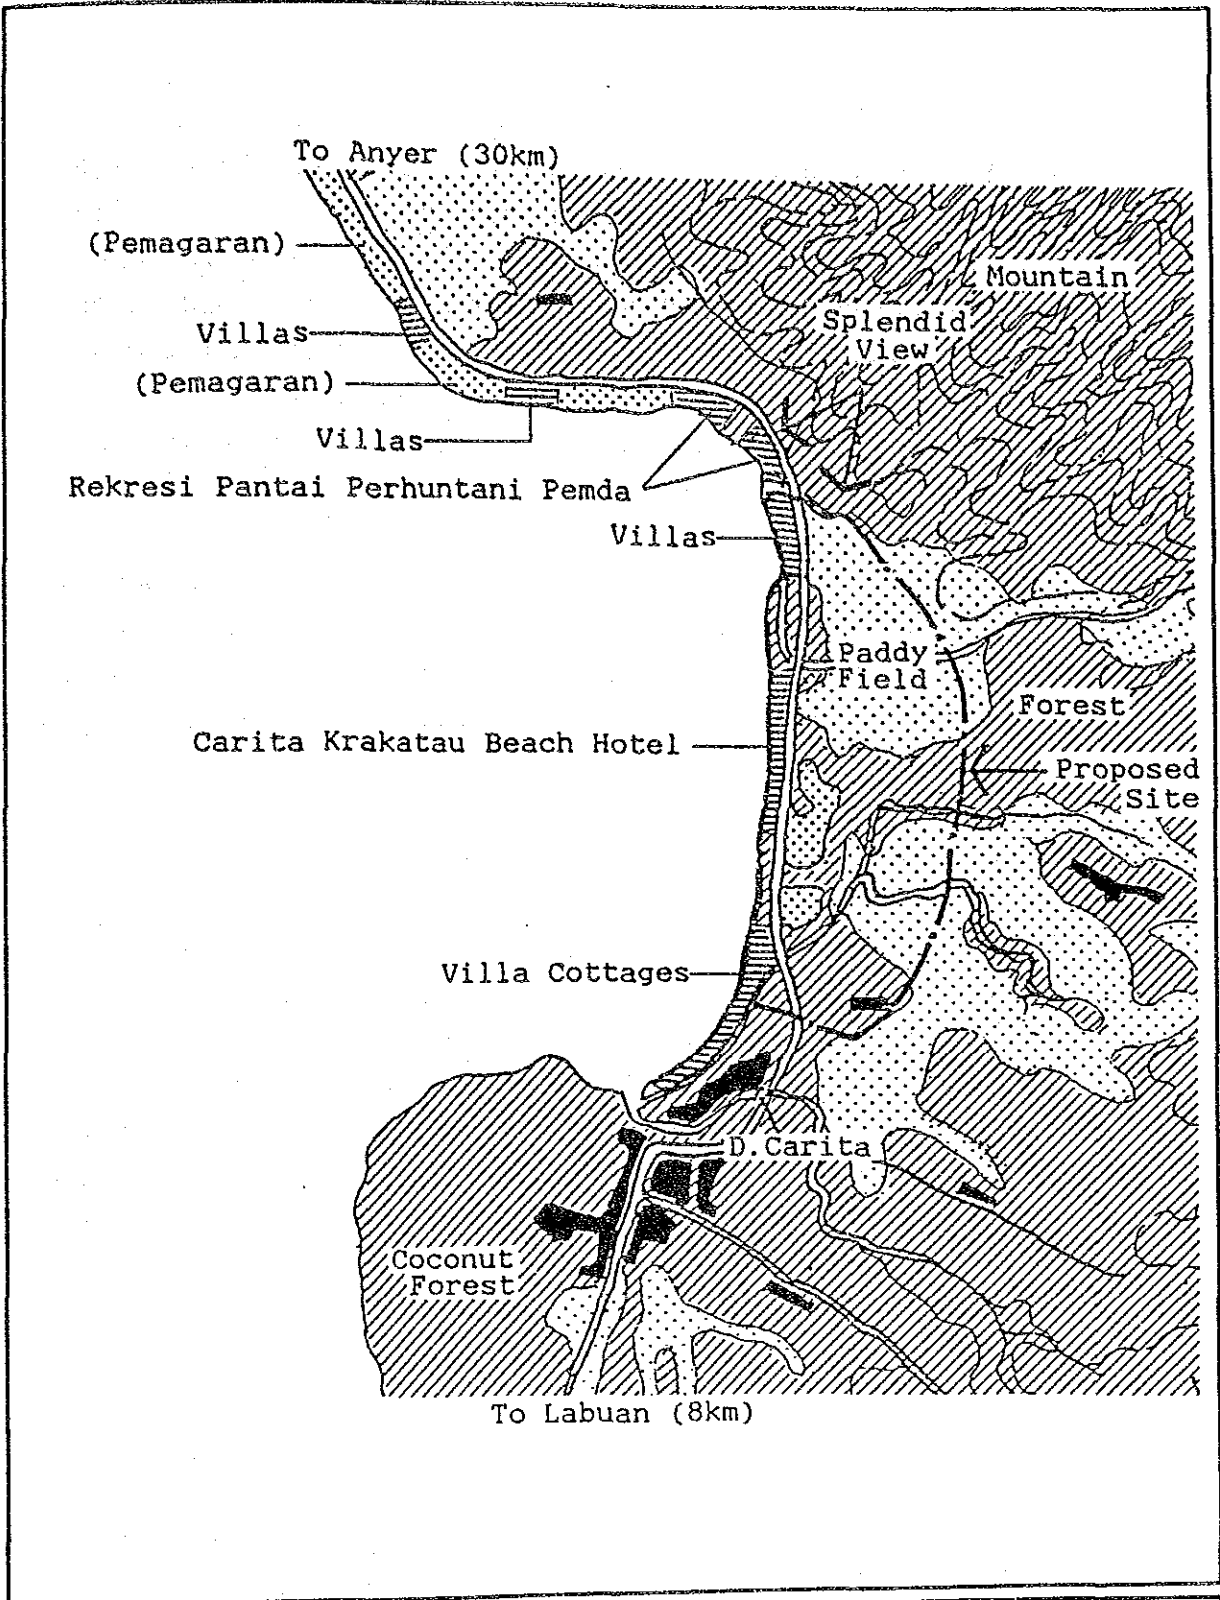 To Anyer (30km)
(Pemagaran)
Mountain
Splendid
View
Villas
(Pemagaran)
Villas
Rekresi Pantai Perhuntani Pemda
Villas
Paddy
Field
Forest
Carita Krakatau Beach Hotel
Proposed
Site
Villa Cottages
D.Carita
Coconut
Forest
To Labuan (8km)